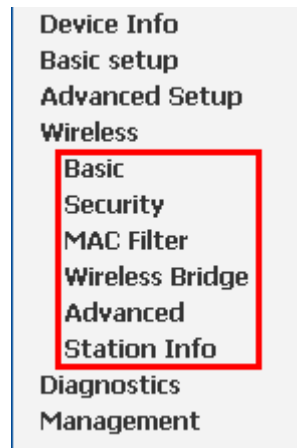 Device Info
Basic setup
Advanced Setup
Wireless
Basic
Security
MAC Filter
Wireless Bridge
Advanced
Station Info
Diagnostics
Management